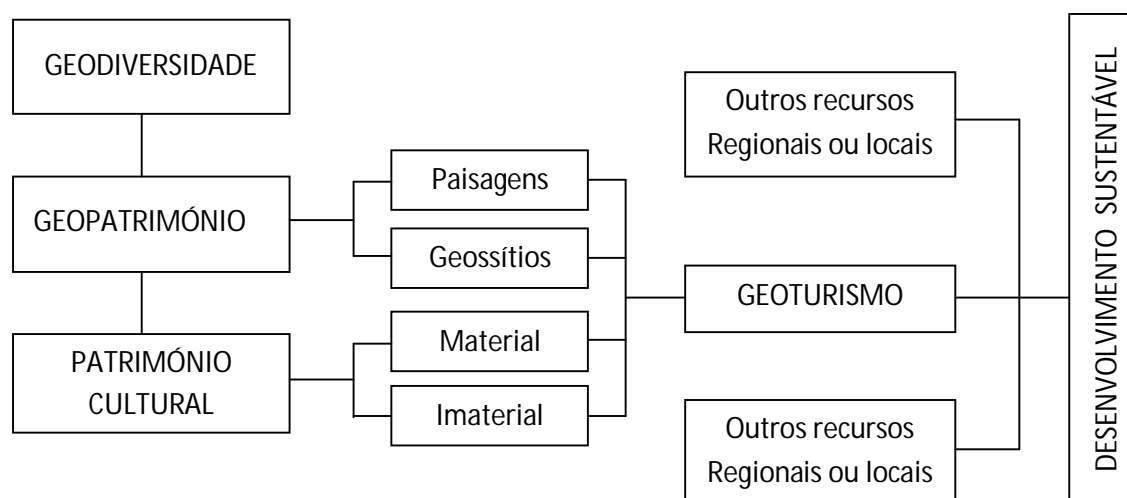 GEODIVERSIDADE
GEOPATRIMÓNIO
PATRIMÓNIO
CULTURAL
Paisagens
Geossítios
Material
Imaterial
Outros recursos
Regionais ou locais
GEOTURISMO
Outros recursos
Regionais ou locais
DESENVOLVIMENTO SUSTENTÁVEL